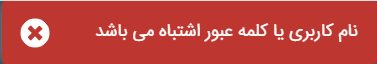 نام کاربری یا کلمه عبور اشتباه می باشد